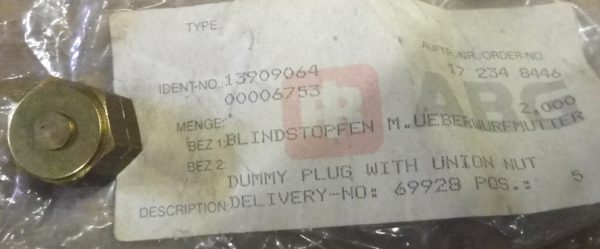 TYPE:
AUFTR.-NR./ORDER-NO.
IDENT-NO. 13909064
17 234 8446
00006753
MENGE:
2,000
BEZ 1 BLINDSTOPFEN M.UEBERWURFMUTTER
BEZ 2
DUMMY PLUG WITH UNION NUT
DESCRIPTION DELIVERY-NO: 69928 POS.: 5